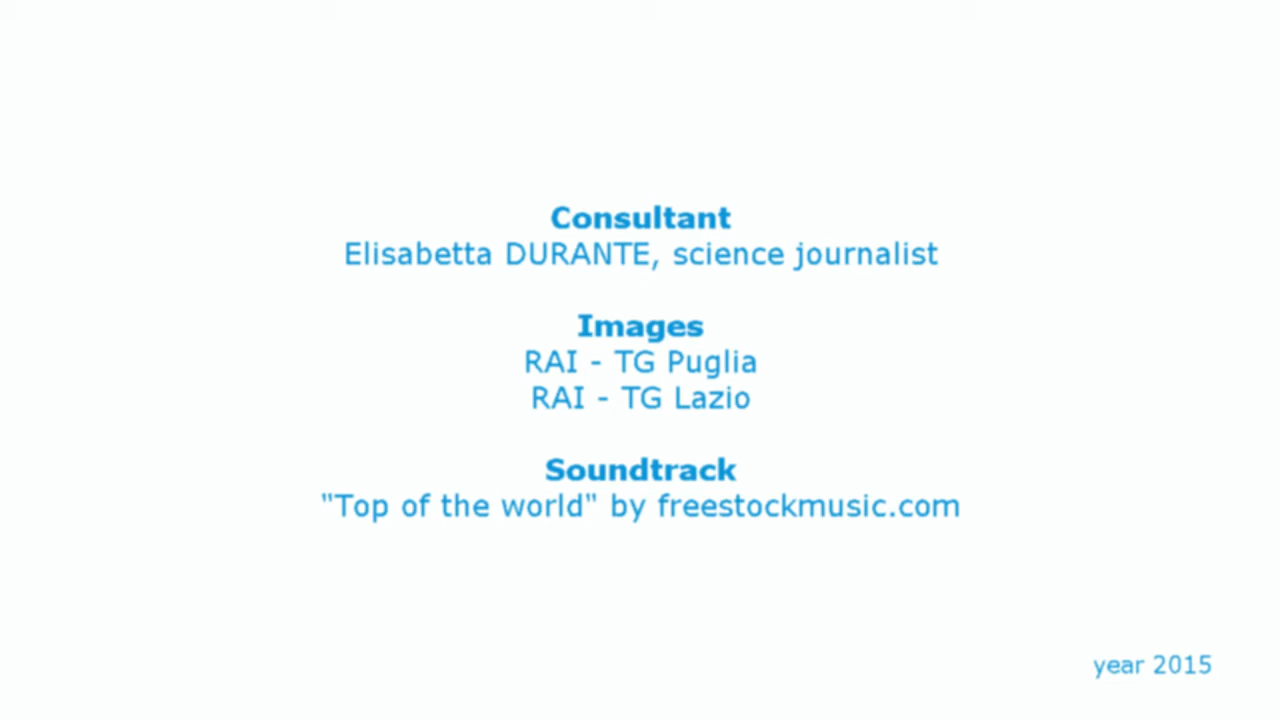 Consultant
Elisabetta DURANTE, science journalist
Images
RAI - TG Puglia
RAI - TG Lazio
Soundtrack
"Top of the world" by freestockmusic.com
year 2015